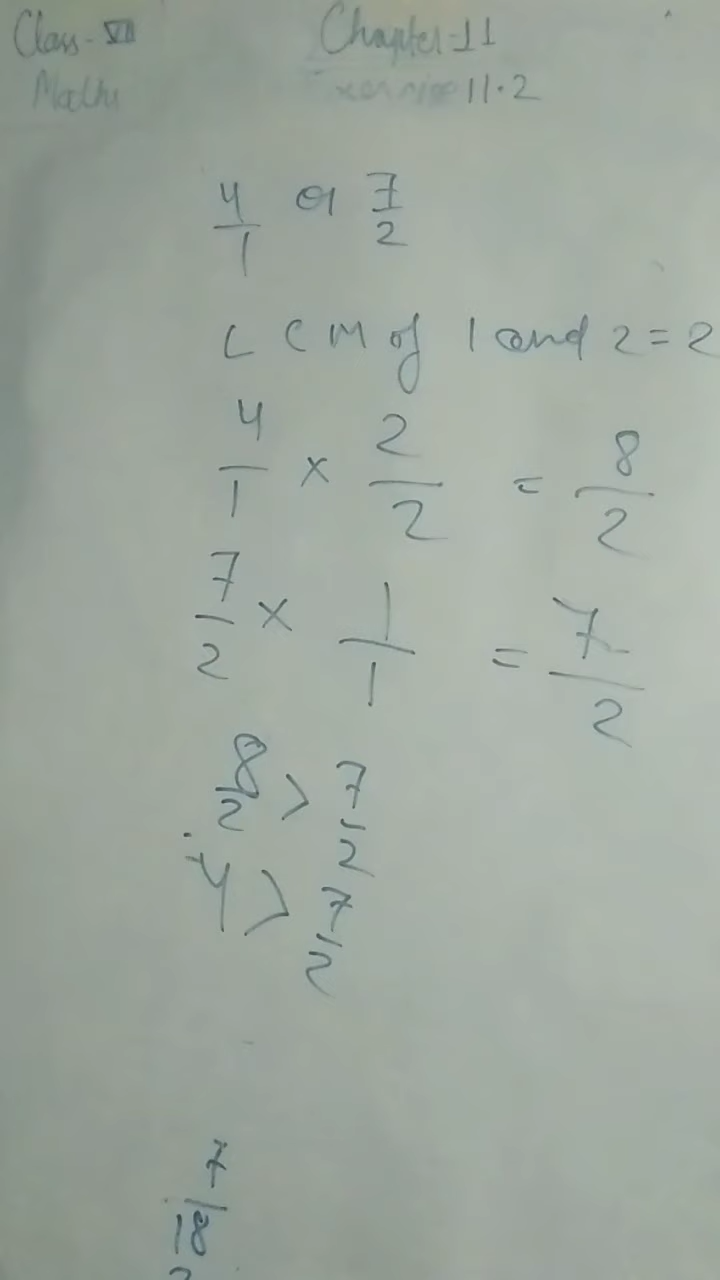 Class - VII Chapter-11
Maths Exercise 11.2
4/1 or 7/2
LCM of 1 and 2 = 2
4/1 × 2/2 = 8/2
7/2 × 1/1 = 7/2
8/2 > 7/2
4 > 7/2
7/18